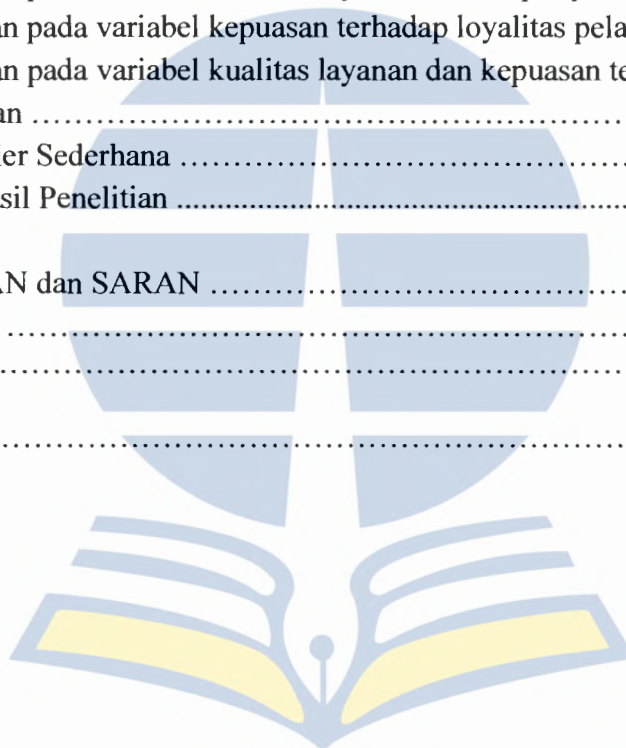 an pada variabel kepuasan terhadap loyalitas pela
an pada variabel kualitas layanan dan kepuasan te
an ........................................................
ier Sederhana ........................................
sil Penelitian ..........................................
AN dan SARAN ....................................
........................................................
........................................................
........................................................